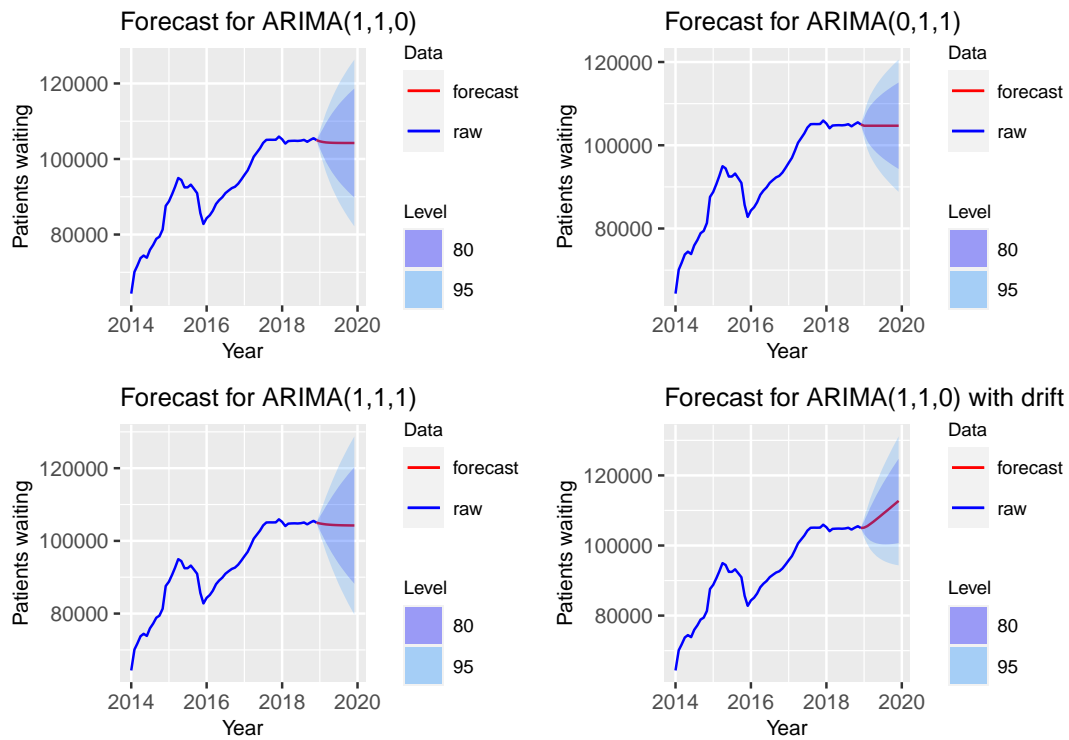 Forecast for ARIMA(1,1,0)
Patients waiting
120000
100000
80000
2014 2016 2018 2020
Year
Data
forecast
raw
Level
80
95
Forecast for ARIMA(0,1,1)
Patients waiting
120000
100000
80000
2014 2016 2018 2020
Year
Data
forecast
raw
Level
80
95
Forecast for ARIMA(1,1,1)
Patients waiting
120000
100000
80000
2014 2016 2018 2020
Year
Data
forecast
raw
Level
80
95
Forecast for ARIMA(1,1,0) with drift
Patients waiting
120000
100000
80000
2014 2016 2018 2020
Year
Data
forecast
raw
Level
80
95